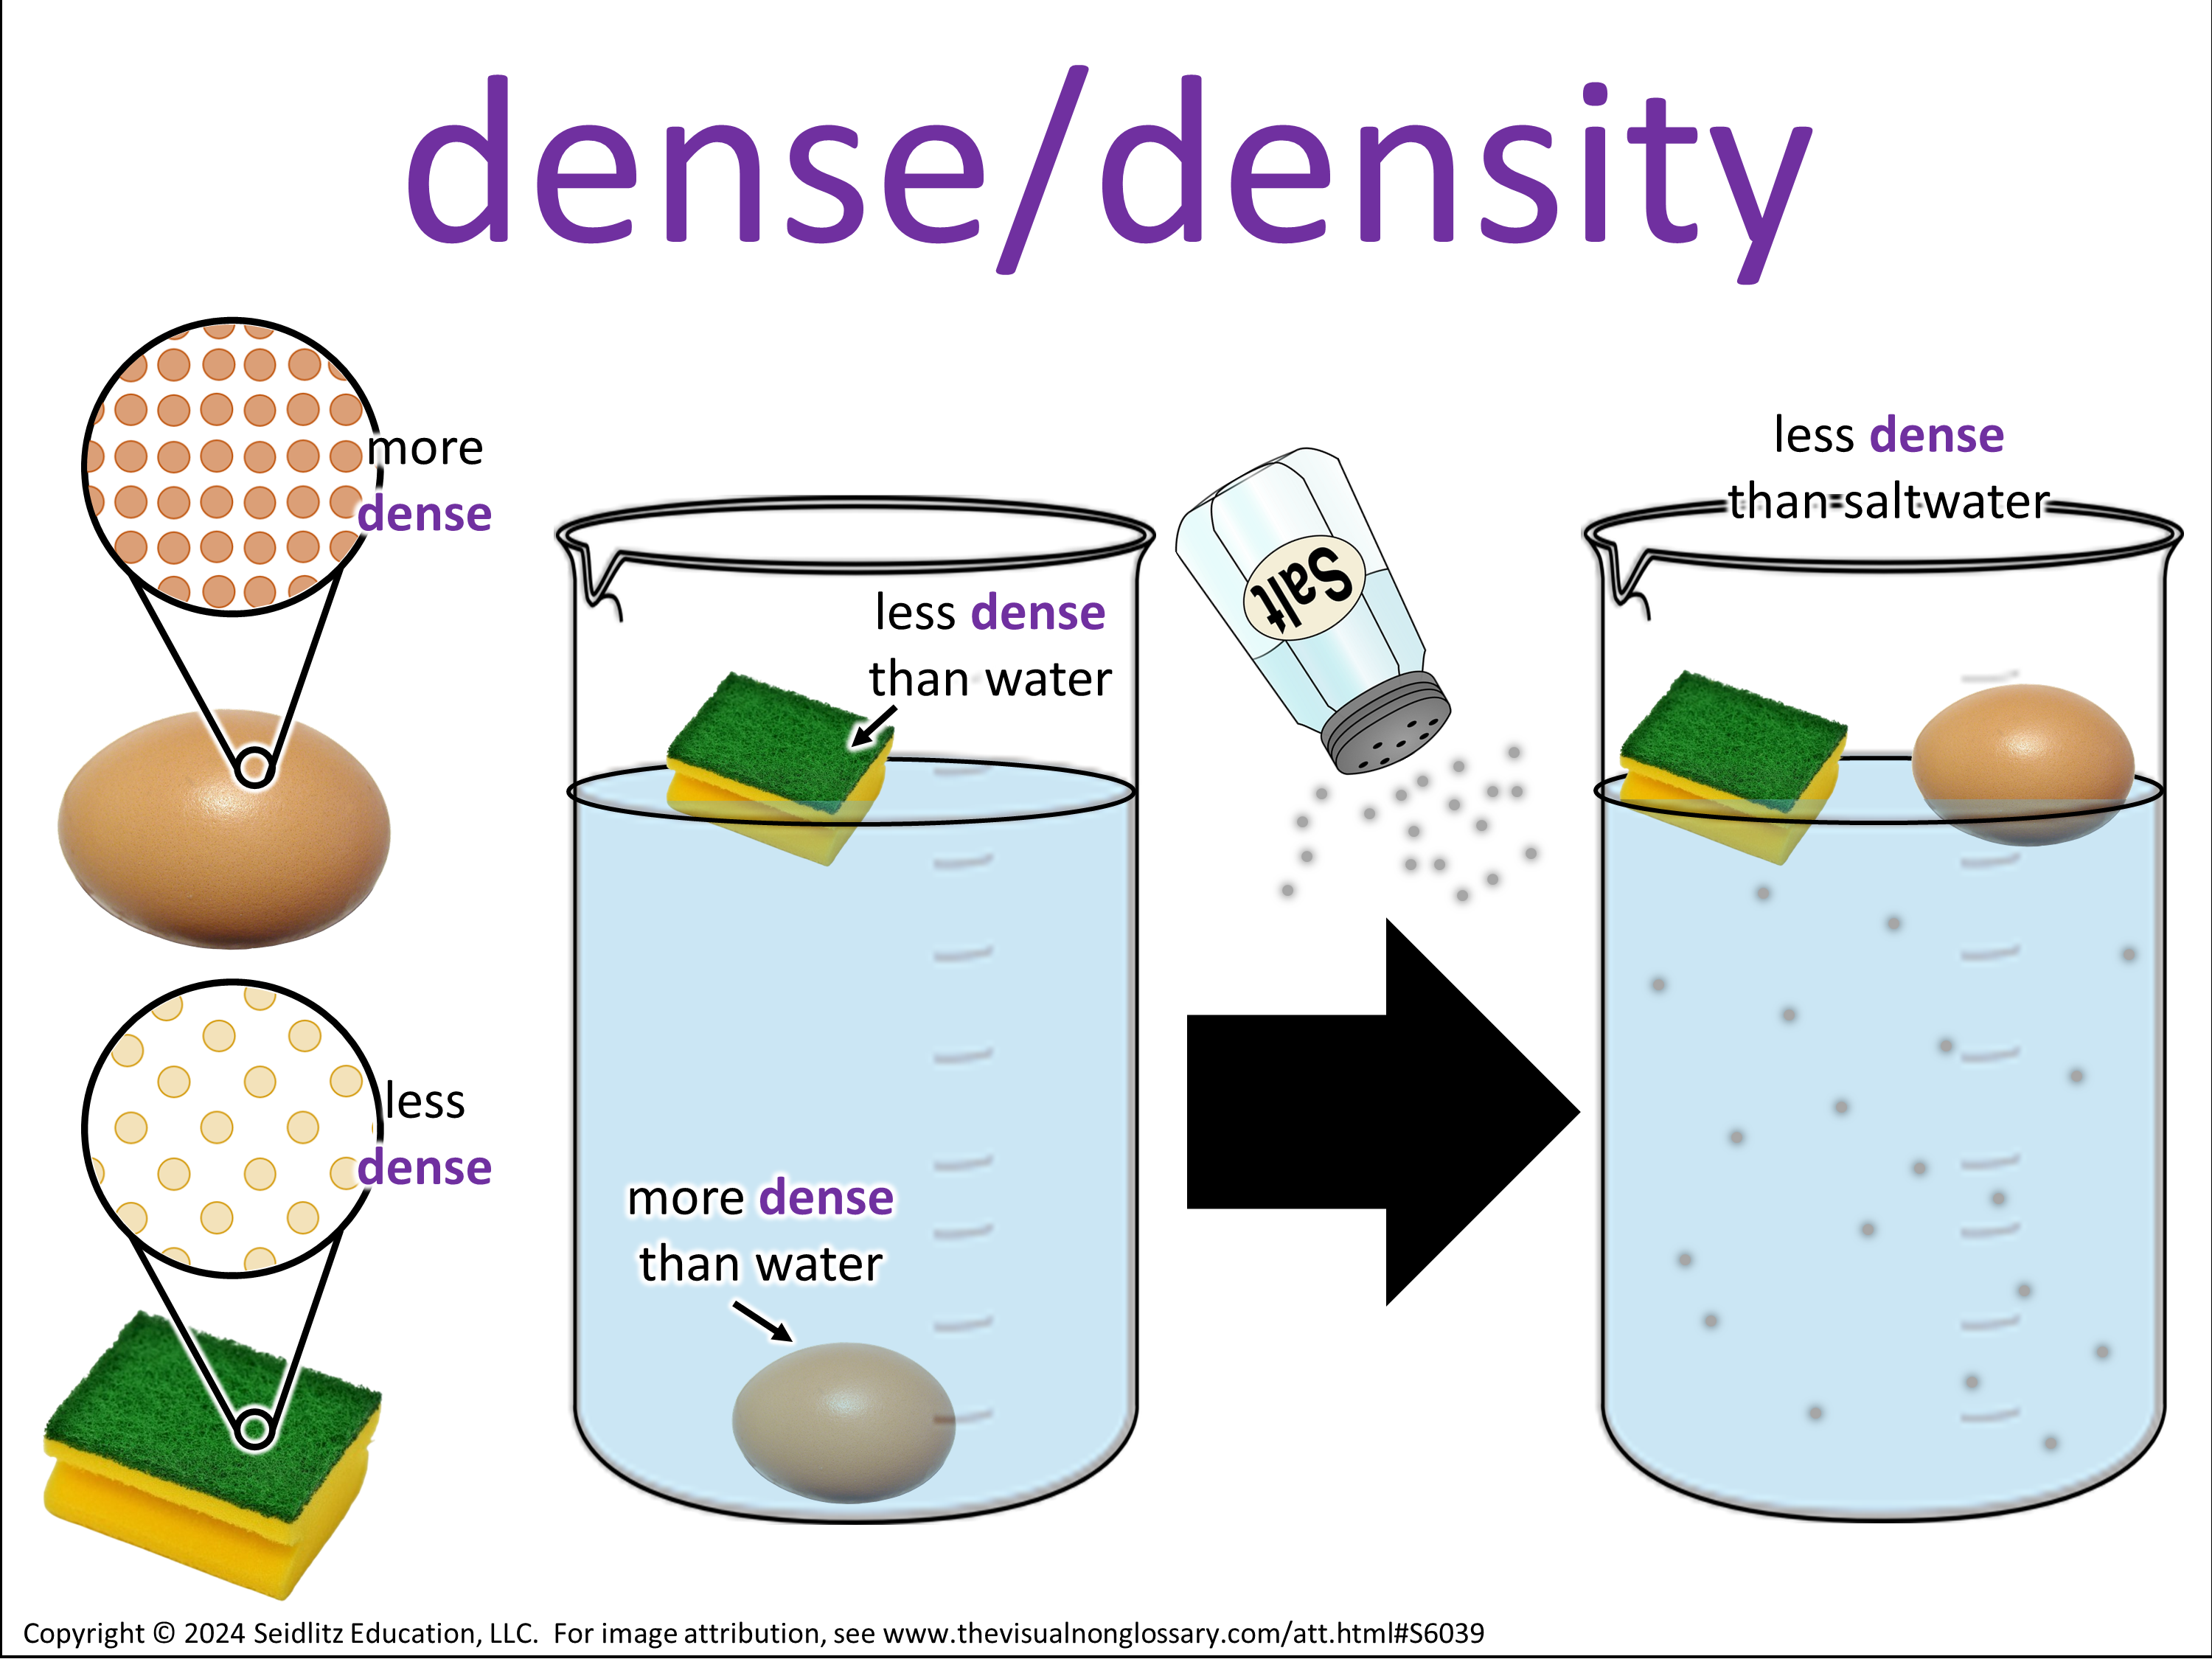 dense/density
more
dense
less
dense
less dense
than water
more dense
than water
Salt
less dense
than saltwater
Copyright © 2024 Seidlitz Education, LLC.  For image attribution, see www.thevisualnonglossary.com/att.html#S6039